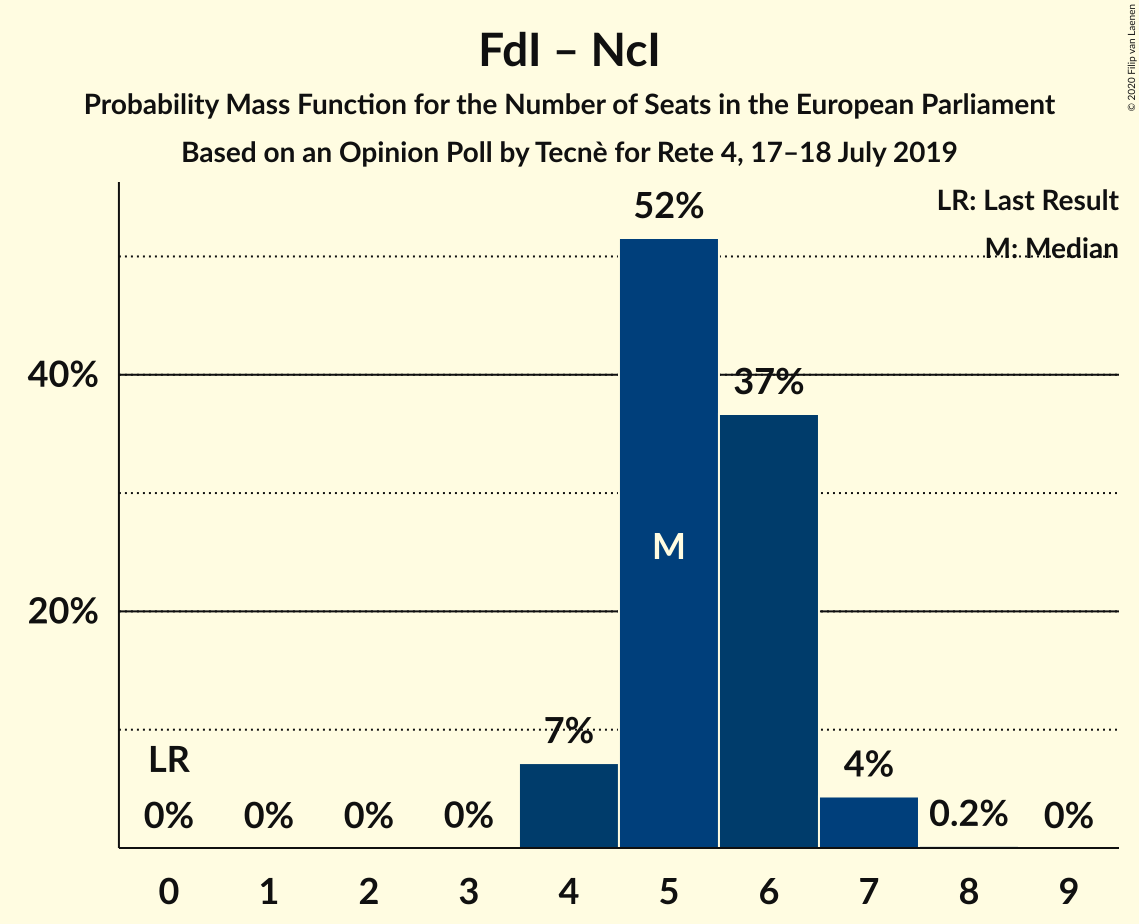 FdI – NcI
Probability Mass Function for the Number of Seats in the European Parliament
Based on an Opinion Poll by Tecnè for Rete 4, 17–18 July 2019
© 2020 Filip van Laenen
LR: Last Result
M: Median
52%
40%
37%
M
20%
7%
LR
4%
0%
0%
0%
0%
0.2%
0%
0
1
2
3
4
5
6
7
8
9